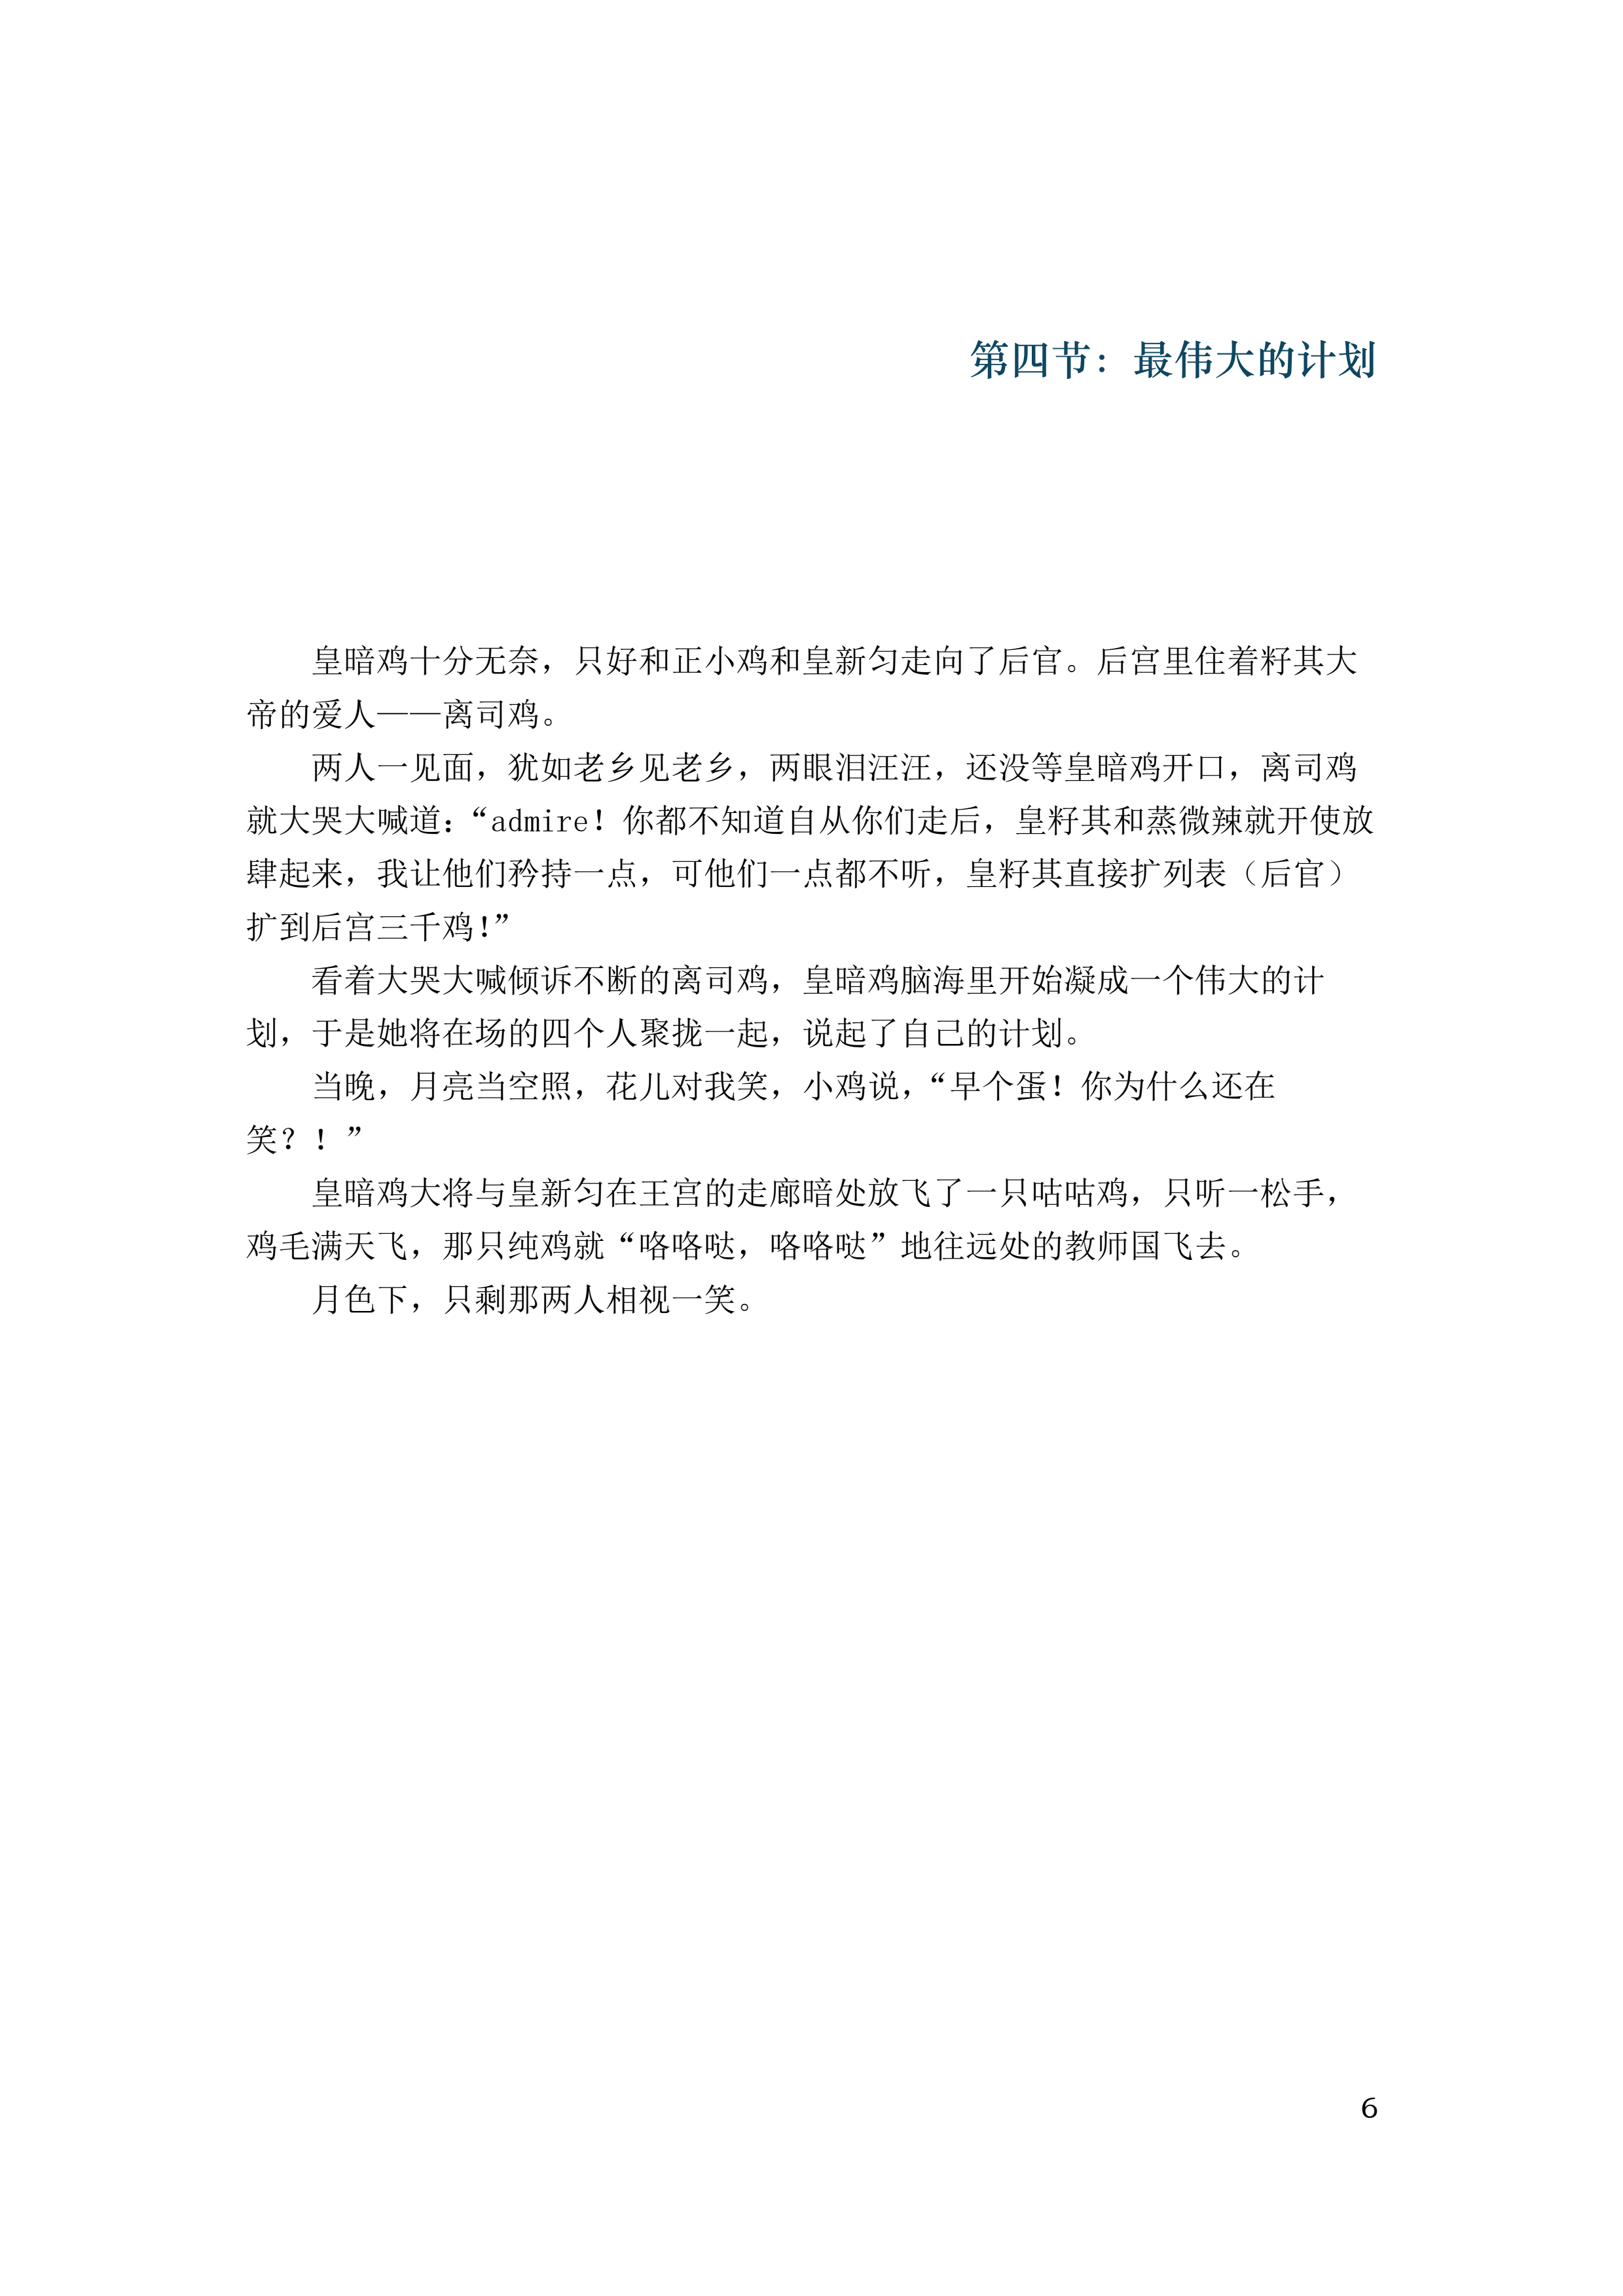 第四节：最伟大的计划
皇暗鸡十分无奈，只好和正小鸡和皇新匀走向了后官。后宫里住着籽其大
帝的爱人——离司鸡。
两人一见面，犹如老乡见老乡，两眼泪汪汪，还没等皇暗鸡开口，离司鸡
就大哭大喊道：“admire！你都不知道自从你们走后，皇籽其和蒸微辣就开使放
肆起来，我让他们矜持一点，可他们一点都不听，皇籽其直接扩列表（后官）
扩到后宫三千鸡！”
看着大哭大喊倾诉不断的离司鸡，皇暗鸡脑海里开始凝成一个伟大的计
划，于是她将在场的四个人聚拢一起，说起了自己的计划。
当晚，月亮当空照，花儿对我笑，小鸡说，“早个蛋！你为什么还在
笑？！”
皇暗鸡大将与皇新匀在王宫的走廊暗处放飞了一只咕咕鸡，只听一松手，
鸡毛满天飞，那只纯鸡就“咯咯哒，咯咯哒”地往远处的教师国飞去。
月色下，只剩那两人相视一笑。
6